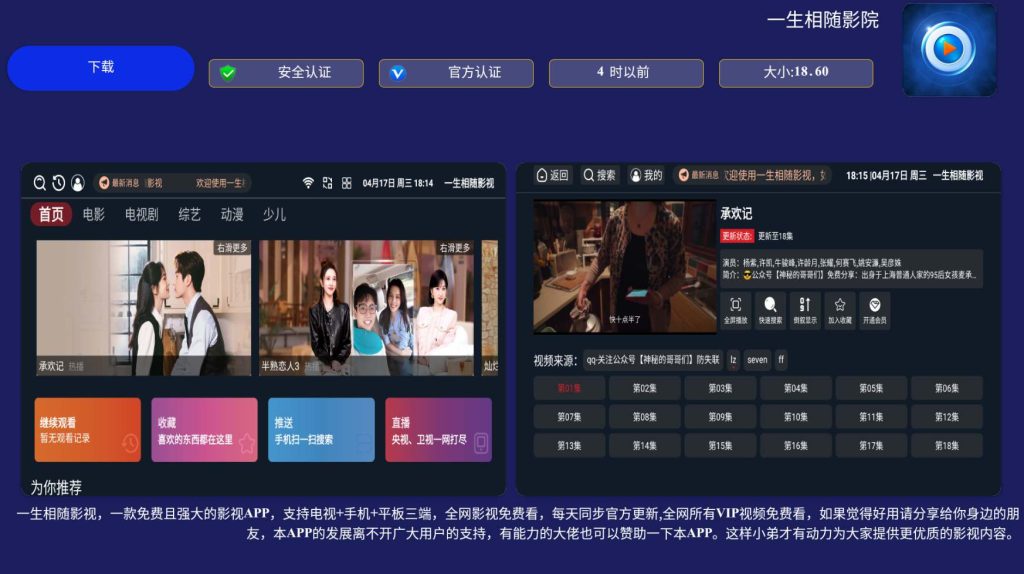 一生相随影院
下载
安全认证
官方认证
4 时以前
大小:18.60
最新消息
影视
欢迎使用一生
04月17日 周三 18:14
一生相随影视
首页
电影
电视剧
综艺
动漫
少儿
右滑更多
右滑更多
承欢记 热播
半熟恋人3 热播
灿烂
继续观看
暂无观看记录
收藏
喜欢的东西都在这里
推送
手机扫一扫搜索
直播
央视、卫视一网打尽
为你推荐
返回
搜索
我的
最新消息
欢迎使用一生相随影视，
18:15 |04月17日 周三
一生相随影视
快十点半了
承欢记
更新状态: 更新至18集
演员：杨紫,许凯,牛骏峰,许龄月,张耀,何赛飞,姚安濂,吴彦姝
简介：😎公众号【神秘的哥哥们】免费分享：出身于上海普通人家的95后女孩麦承...
全屏播放
快速搜索
倒叙显示
加入收藏
开通会员
视频来源：
qq-关注公众号【神秘的哥哥们】防失联
lz
seven
ff
第01集
第02集
第03集
第04集
第05集
第06集
第07集
第08集
第09集
第10集
第11集
第12集
第13集
第14集
第15集
第16集
第17集
第18集
一生相随影视，一款免费且强大的影视APP，支持电视+手机+平板三端，全网影视免费看，每天同步官方更新,全网所有VIP视频免费看，如果觉得好用请分享给你身边的朋
友，本APP的发展离不开广大用户的支持，有能力的大佬也可以赞助一下本APP。这样小弟才有动力为大家提供更优质的影视内容。